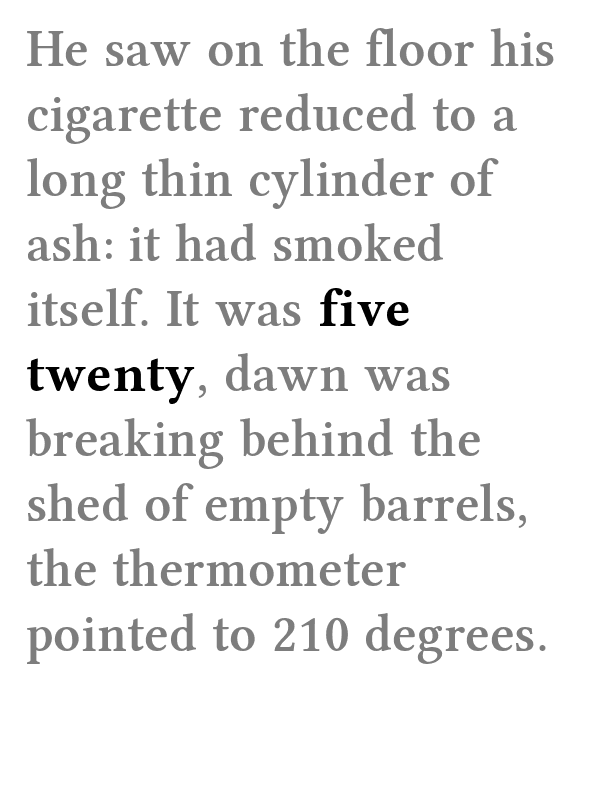 He saw on the floor his
cigarette reduced to a
long thin cylinder of
ash: it had smoked
itself. It was five
twenty, dawn was
breaking behind the
shed of empty barrels,
the thermometer
pointed to 210 degrees.